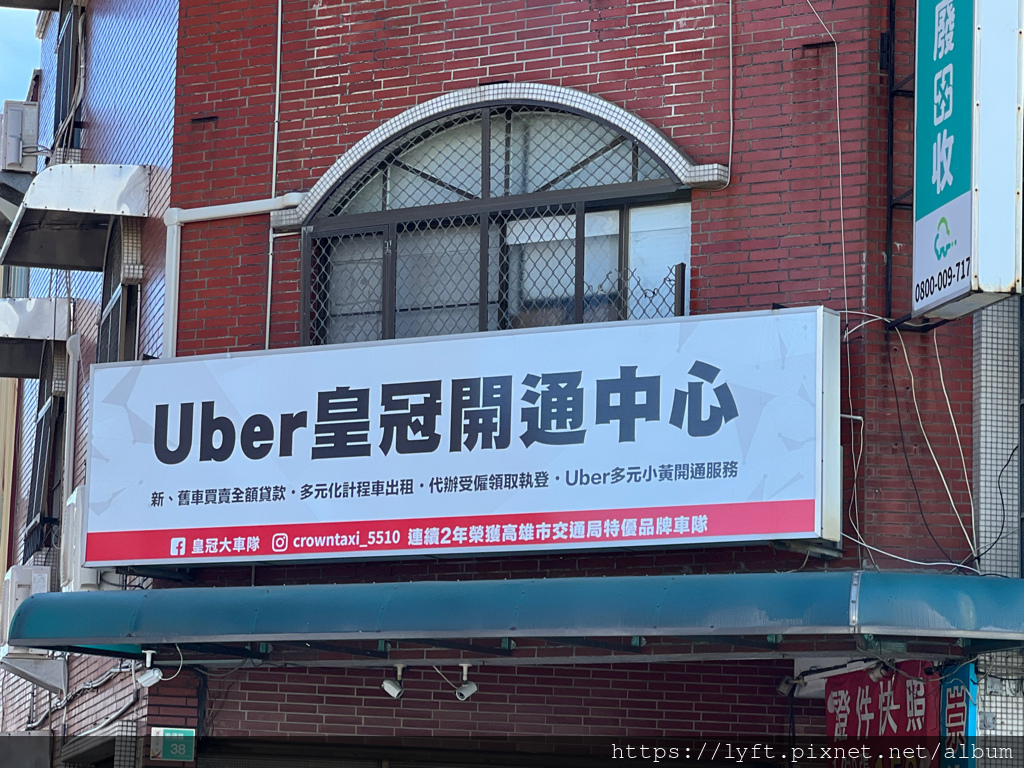 廢四收
0800-009-717
Uber皇冠開通中心
新、舊車買賣全額貸款・多元化計程車出租・代辦受僱領取執登・Uber多元小黃開通服務
皇冠大車隊 crowntaxi_5510 連續2年榮獲高雄市交通局特優品牌車隊
證件快照
崇
38
https://lyft.pixnet.net/album